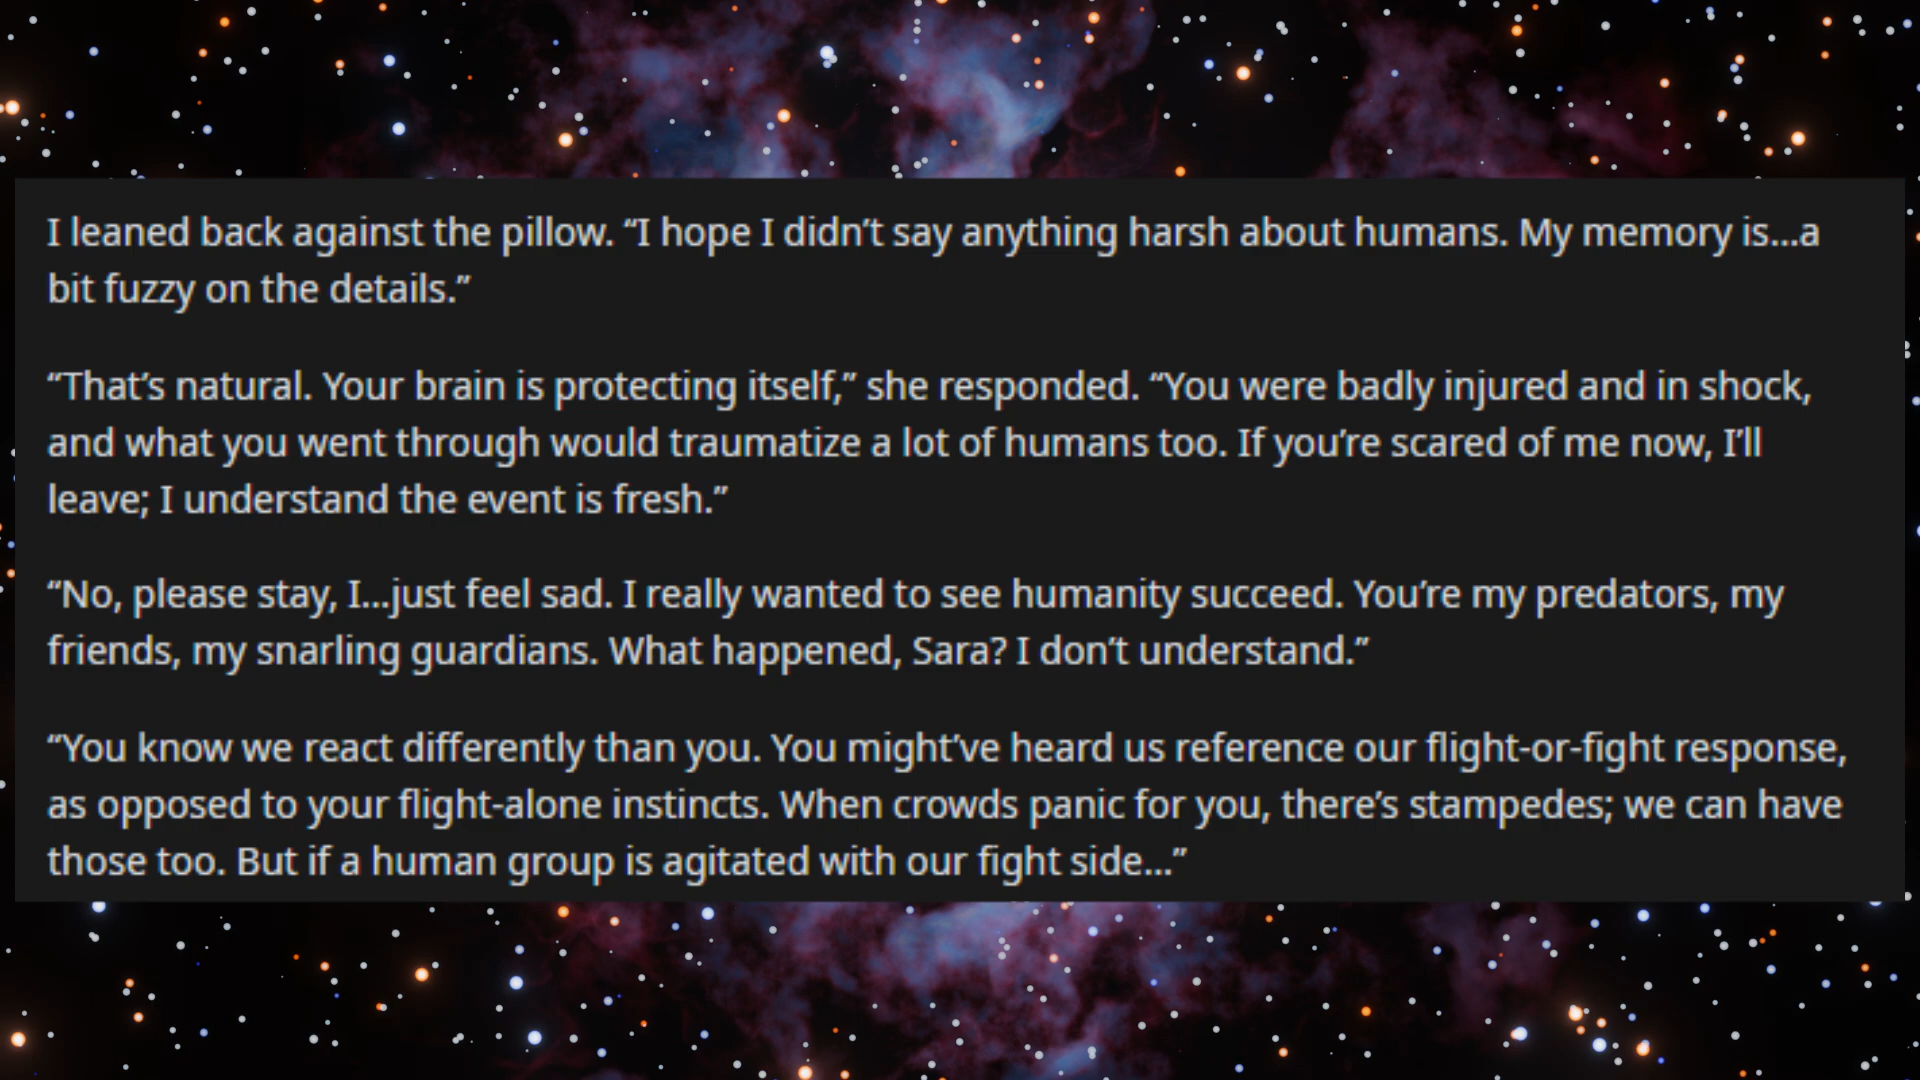 I leaned back against the pillow. “I hope I didn’t say anything harsh about humans. My memory is...a
bit fuzzy on the details.”
“That’s natural. Your brain is protecting itself,” she responded. “You were badly injured and in shock,
and what you went through would traumatize a lot of humans too. If you’re scared of me now, I’ll
leave; I understand the event is fresh.”
“No, please stay, I...just feel sad. I really wanted to see humanity succeed. You’re my predators, my
friends, my snarling guardians. What happened, Sara? I don’t understand.”
“You know we react differently than you. You might’ve heard us reference our flight-or-fight response,
as opposed to your flight-alone instincts. When crowds panic for you, there’s stampedes; we can have
those too. But if a human group is agitated with our fight side...”